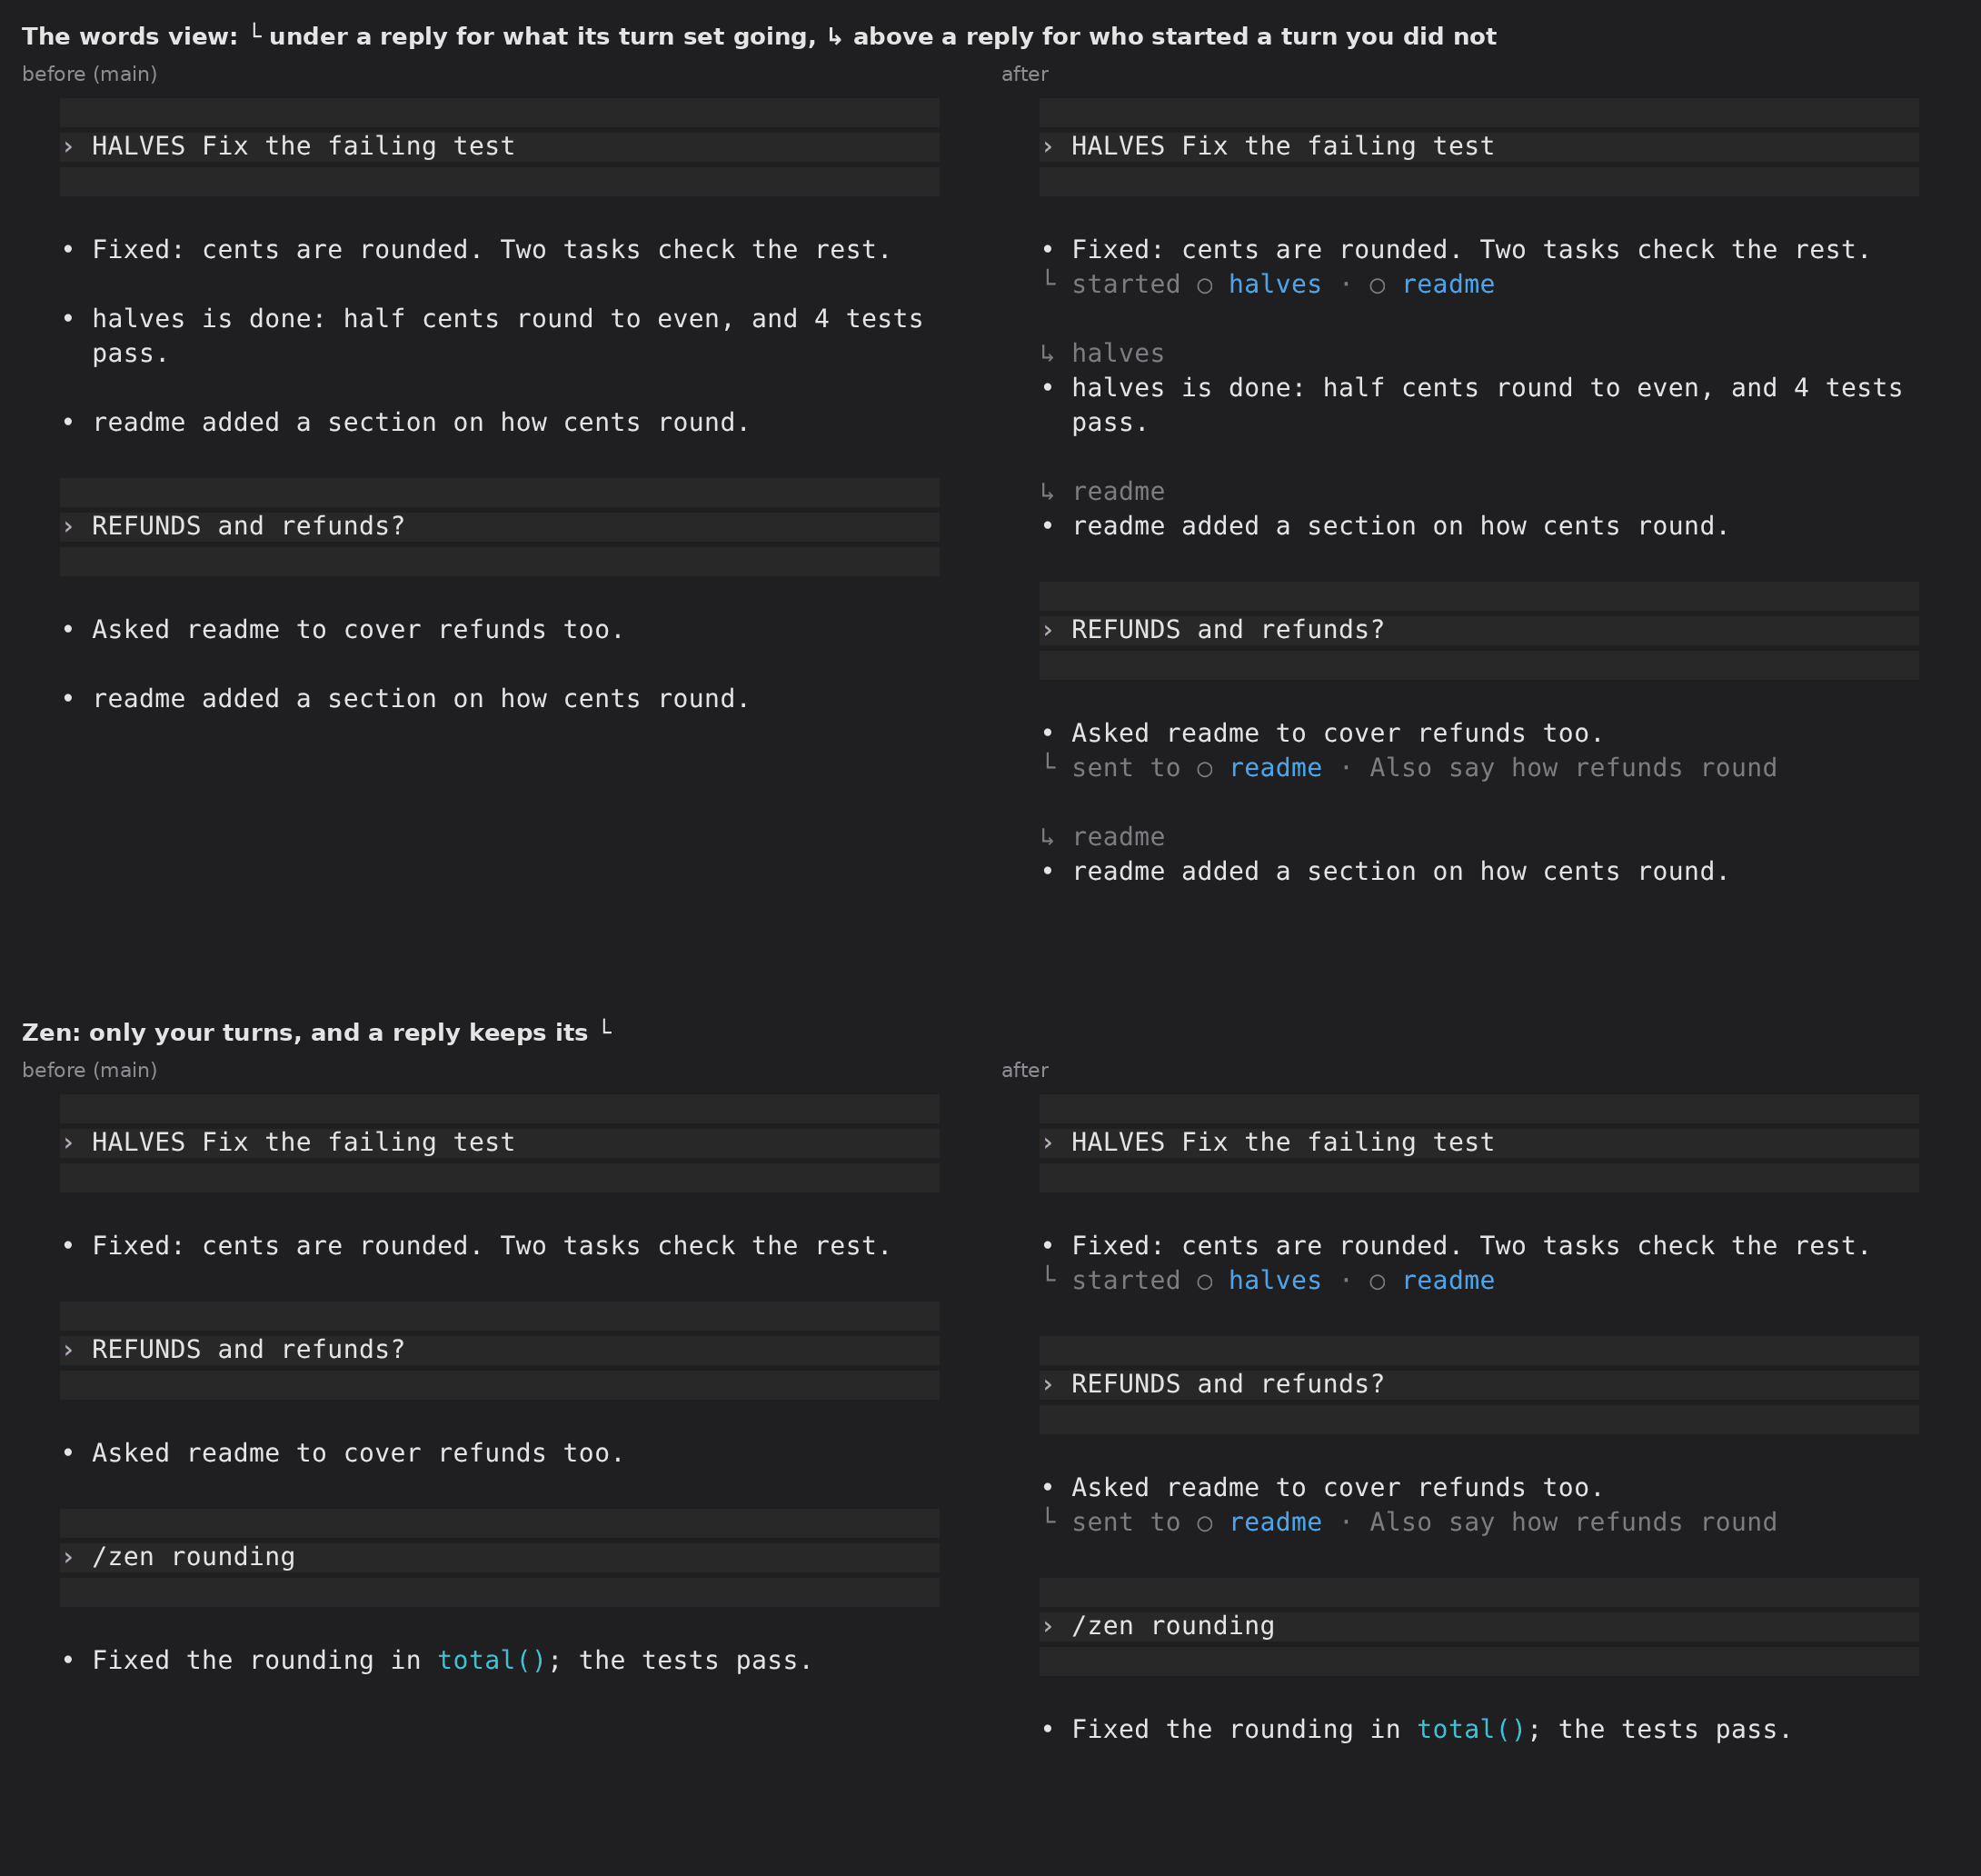 The words view: └ under a reply for what its turn set going, ↳ above a reply for who started a turn you did not
before (main)
› HALVES Fix the failing test
• Fixed: cents are rounded. Two tasks check the rest.
• halves is done: half cents round to even, and 4 tests
pass.
• readme added a section on how cents round.
› REFUNDS and refunds?
• Asked readme to cover refunds too.
• readme added a section on how cents round.
after
› HALVES Fix the failing test
• Fixed: cents are rounded. Two tasks check the rest.
└ started ○ halves · ○ readme
↳ halves
• halves is done: half cents round to even, and 4 tests
pass.
↳ readme
• readme added a section on how cents round.
› REFUNDS and refunds?
• Asked readme to cover refunds too.
└ sent to ○ readme · Also say how refunds round
↳ readme
• readme added a section on how cents round.
Zen: only your turns, and a reply keeps its └
before (main)
› HALVES Fix the failing test
• Fixed: cents are rounded. Two tasks check the rest.
› REFUNDS and refunds?
• Asked readme to cover refunds too.
› /zen rounding
• Fixed the rounding in total(); the tests pass.
after
› HALVES Fix the failing test
• Fixed: cents are rounded. Two tasks check the rest.
└ started ○ halves · ○ readme
› REFUNDS and refunds?
• Asked readme to cover refunds too.
└ sent to ○ readme · Also say how refunds round
› /zen rounding
• Fixed the rounding in total(); the tests pass.